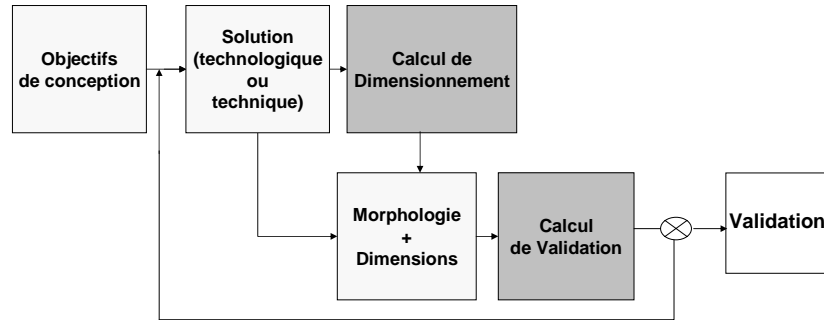 Objectifs
de conception
Solution
(technologique
ou
technique)
Calcul de
Dimensionnement
Morphologie
+
Dimensions
Calcul
de Validation
Validation